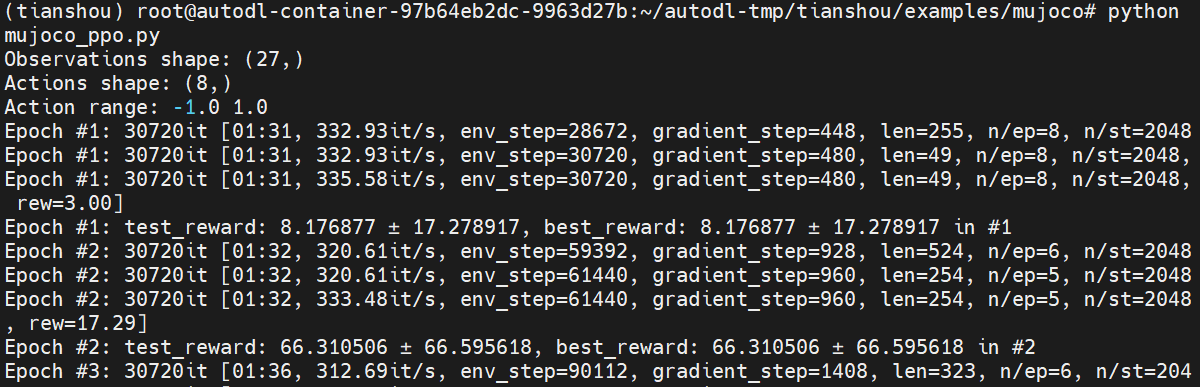 (tianshou) root@autodl-container-97b64eb2dc-9963d27b:~/autodl-tmp/tianshou/examples/mujoco# python
mujoco_ppo.py
Observations shape: (27,)
Actions shape: (8,)
Action range: -1.0 1.0
Epoch #1: 30720it [01:31, 332.93it/s, env_step=28672, gradient_step=448, len=255, n/ep=8, n/st=2048
Epoch #1: 30720it [01:31, 332.93it/s, env_step=30720, gradient_step=480, len=49, n/ep=8, n/st=2048,
Epoch #1: 30720it [01:31, 335.58it/s, env_step=30720, gradient_step=480, len=49, n/ep=8, n/st=2048,
 rew=3.00]
Epoch #1: test_reward: 8.176877 ± 17.278917, best_reward: 8.176877 ± 17.278917 in #1
Epoch #2: 30720it [01:32, 320.61it/s, env_step=59392, gradient_step=928, len=524, n/ep=6, n/st=2048
Epoch #2: 30720it [01:32, 320.61it/s, env_step=61440, gradient_step=960, len=254, n/ep=5, n/st=2048
Epoch #2: 30720it [01:32, 333.48it/s, env_step=61440, gradient_step=960, len=254, n/ep=5, n/st=2048
, rew=17.29]
Epoch #2: test_reward: 66.310506 ± 66.595618, best_reward: 66.310506 ± 66.595618 in #2
Epoch #3: 30720it [01:36, 312.69it/s, env_step=90112, gradient_step=1408, len=323, n/ep=6, n/st=204